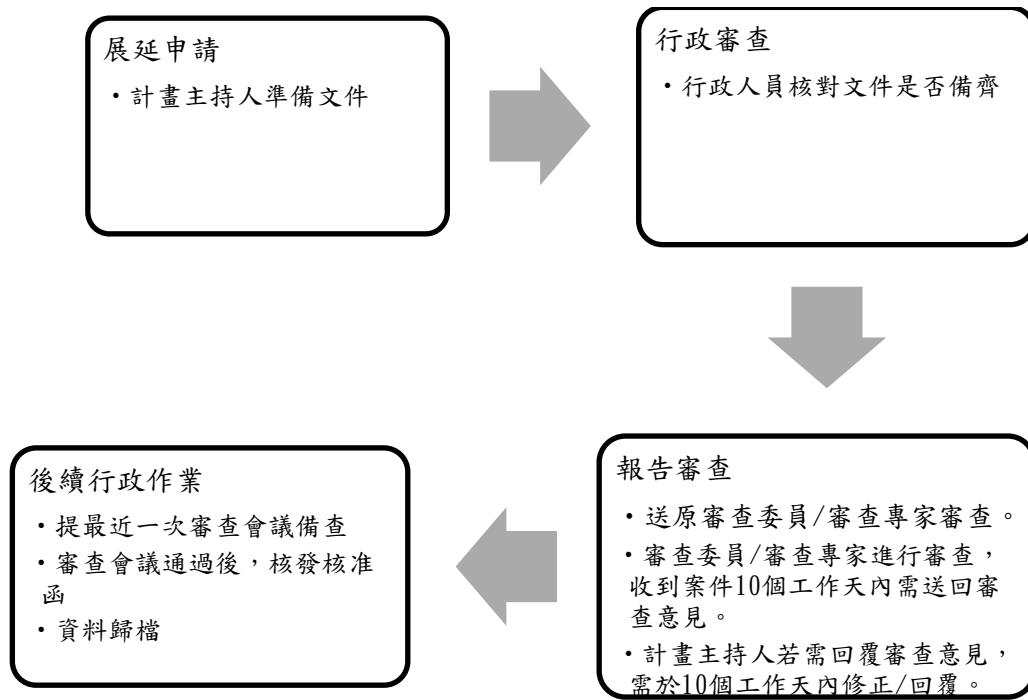 展延申請
・計畫主持人準備文件
行政審查
・行政人員核對文件是否備齊
報告審查
・送原審查委員/審查專家審查。
・審查委員/審查專家進行審查，
收到案件10個工作天內需送回審
查意見。
・計畫主持人若需回覆審查意見，
需於10個工作天內修正/回覆。
後續行政作業
・提最近一次審查會議備查
・審查會議通過後，核發核准
函
・資料歸檔